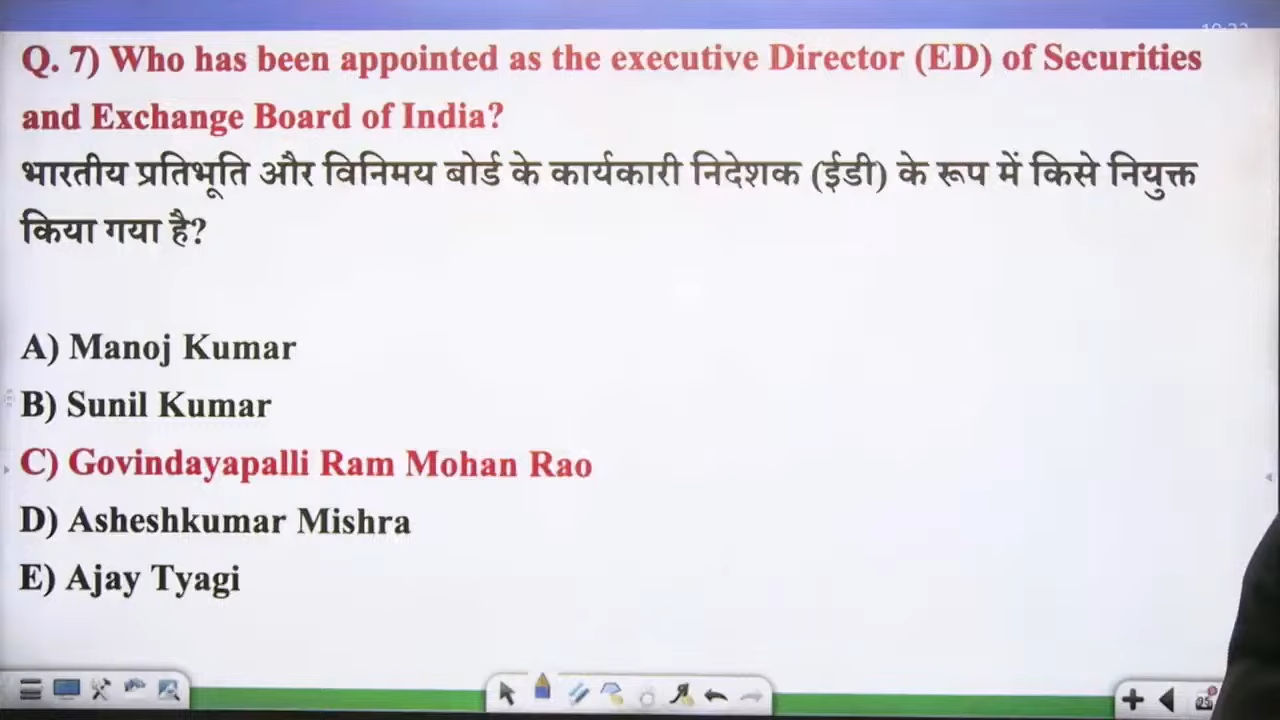 Q. 7) Who has been appointed as the executive Director (ED) of Securities
and Exchange Board of India?
भारतीय प्रतिभूति और विनिमय बोर्ड के कार्यकारी निदेशक (ईडी) के रूप में किसे नियुक्त
किया गया है?
A) Manoj Kumar
B) Sunil Kumar
C) Govindayapalli Ram Mohan Rao
D) Asheshkumar Mishra
E) Ajay Tyagi